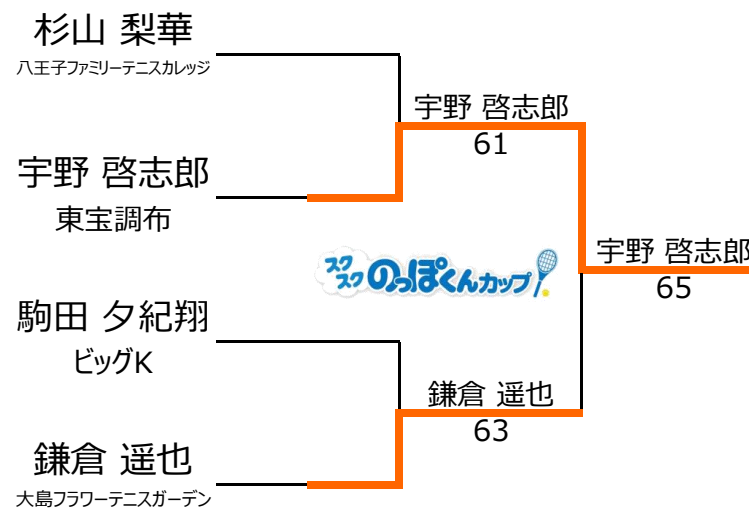 杉山 梨華
八王子ファミリーテニスカレッジ
宇野 啓志郎
61
宇野 啓志郎
東宝調布
スクスク のっぽくんカップ
宇野 啓志郎
65
駒田 夕紀翔
ビッグK
鎌倉 遥也
63
鎌倉 遥也
大島フラワーテニスガーデン